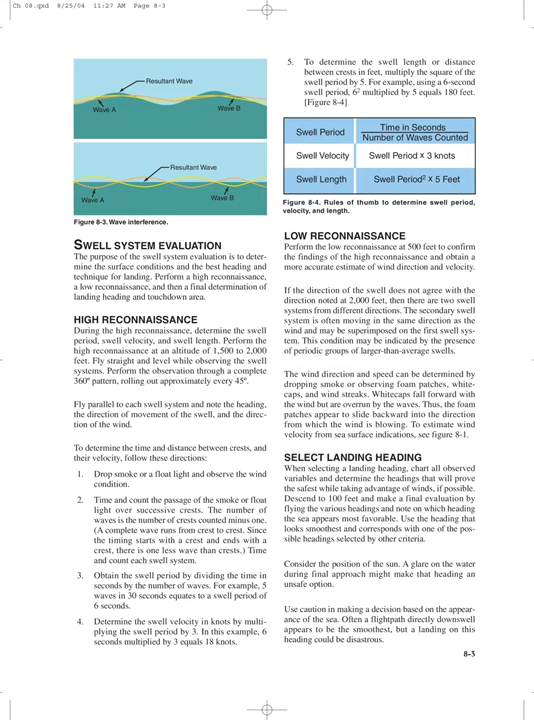 Ch 08.qxd  8/25/04  11:27 AM  Page 8-3
Resultant Wave
Wave A
Wave B
Resultant Wave
Wave A
Wave B
Figure 8-3. Wave interference.
SWELL SYSTEM EVALUATION
The purpose of the swell system evaluation is to deter-
mine the surface conditions and the best heading and
technique for landing. Perform a high reconnaissance,
a low reconnaissance, and then a final determination of
landing heading and touchdown area.
HIGH RECONNAISSANCE
During the high reconnaissance, determine the swell
period, swell velocity, and swell length. Perform the
high reconnaissance at an altitude of 1,500 to 2,000
feet. Fly straight and level while observing the swell
systems. Perform the observation through a complete
360º pattern, rolling out approximately every 45º.
Fly parallel to each swell system and note the heading,
the direction of movement of the swell, and the direc-
tion of the wind.
To determine the time and distance between crests, and
their velocity, follow these directions:
1. Drop smoke or a float light and observe the wind
condition.
2. Time and count the passage of the smoke or float
light over successive crests. The number of
waves is the number of crests counted minus one.
(A complete wave runs from crest to crest. Since
the timing starts with a crest and ends with a
crest, there is one less wave than crests.) Time
and count each swell system.
3. Obtain the swell period by dividing the time in
seconds by the number of waves. For example, 5
waves in 30 seconds equates to a swell period of
6 seconds.
4. Determine the swell velocity in knots by multi-
plying the swell period by 3. In this example, 6
seconds multiplied by 3 equals 18 knots.
5. To determine the swell length or distance
between crests in feet, multiply the square of the
swell period by 5. For example, using a 6-second
swell period, 6² multiplied by 5 equals 180 feet.
[Figure 8-4]
Swell Period
Time in Seconds
Number of Waves Counted
Swell Velocity
Swell Period x 3 knots
Swell Length
Swell Period² x 5 Feet
Figure 8-4. Rules of thumb to determine swell period,
velocity, and length.
LOW RECONNAISSANCE
Perform the low reconnaissance at 500 feet to confirm
the findings of the high reconnaissance and obtain a
more accurate estimate of wind direction and velocity.
If the direction of the swell does not agree with the
direction noted at 2,000 feet, then there are two swell
systems from different directions. The secondary swell
system is often moving in the same direction as the
wind and may be superimposed on the first swell sys-
tem. This condition may be indicated by the presence
of periodic groups of larger-than-average swells.
The wind direction and speed can be determined by
dropping smoke or observing foam patches, white-
caps, and wind streaks. Whitecaps fall forward with
the wind but are overrun by the waves. Thus, the foam
patches appear to slide backward into the direction
from which the wind is blowing. To estimate wind
velocity from sea surface indications, see figure 8-1.
SELECT LANDING HEADING
When selecting a landing heading, chart all observed
variables and determine the headings that will prove
the safest while taking advantage of winds, if possible.
Descend to 100 feet and make a final evaluation by
flying the various headings and note on which heading
the sea appears most favorable. Use the heading that
looks smoothest and corresponds with one of the pos-
sible headings selected by other criteria.
Consider the position of the sun. A glare on the water
during final approach might make that heading an
unsafe option.
Use caution in making a decision based on the appear-
ance of the sea. Often a flightpath directly downswell
appears to be the smoothest, but a landing on this
heading could be disastrous.
8-3